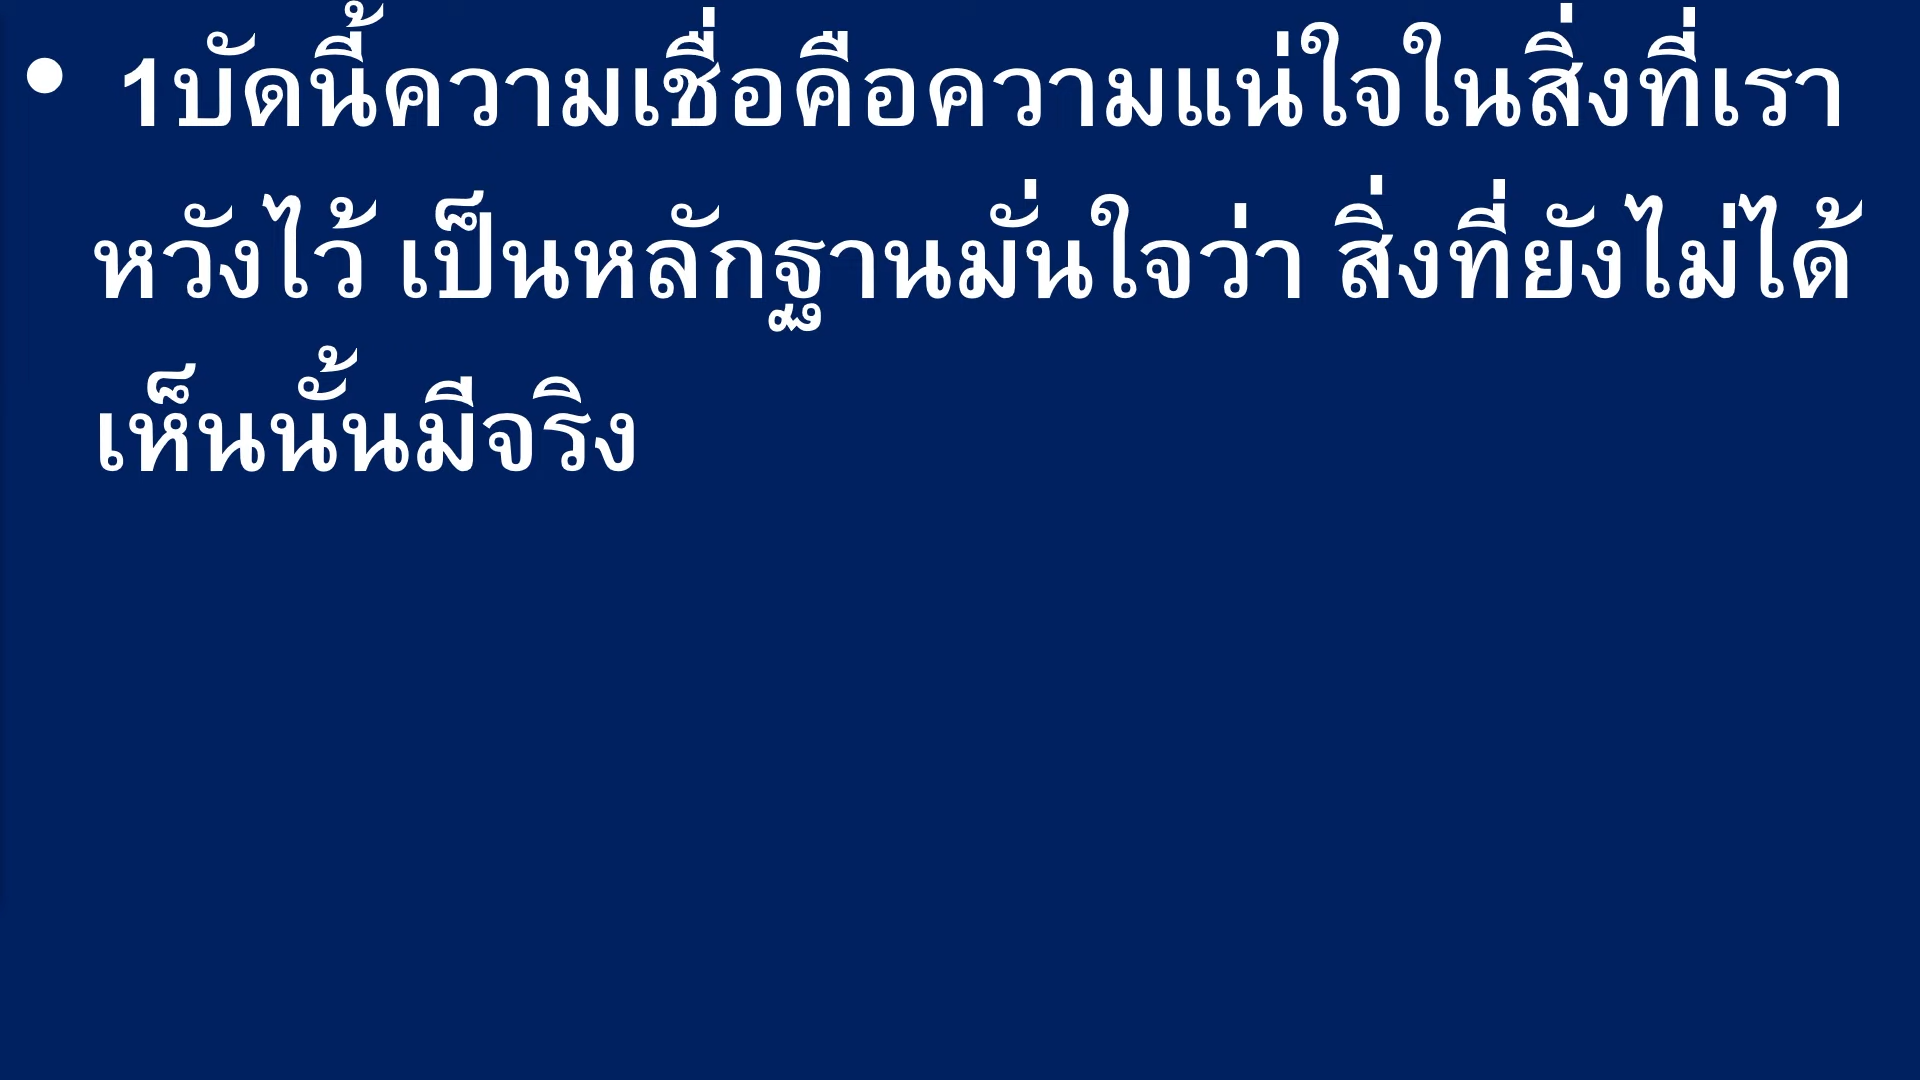 • 1บัดนี้ความเชื่อคือความแน่ใจในสิ่งที่เรา
หวังไว้ เป็นหลักฐานมั่นใจว่า สิ่งที่ยังไม่ได้
เห็นนั้นมีจริง